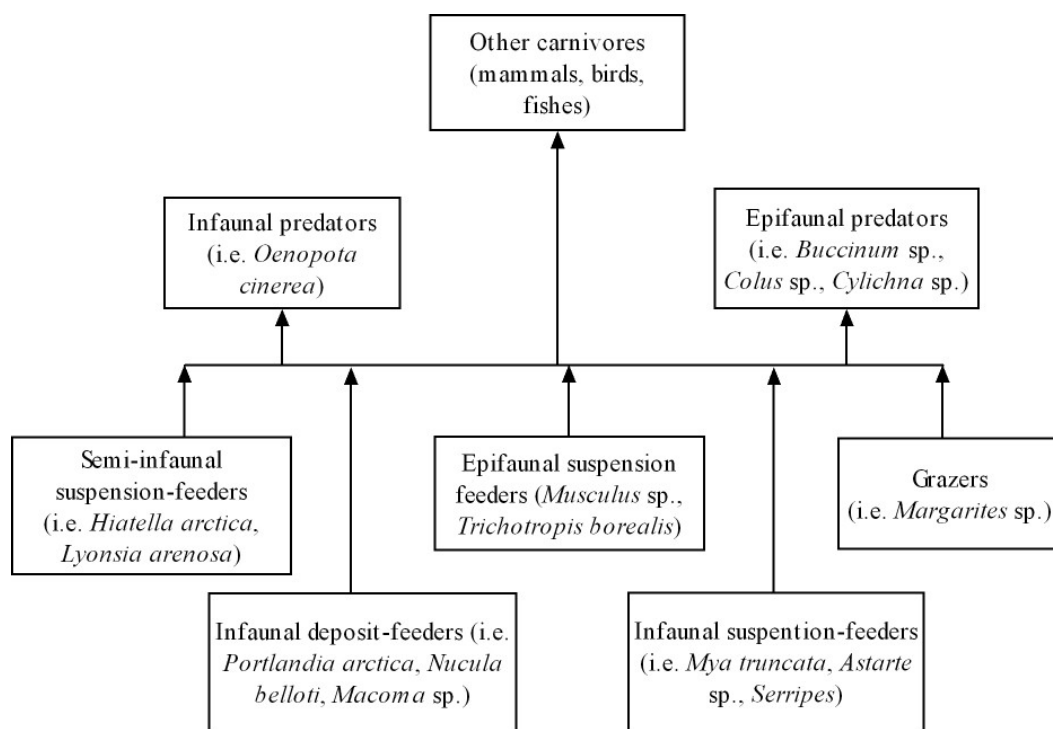 Other carnivores
(mammals, birds,
fishes)
Infaunal predators
(i.e. Oenopota
cinerea)
Epifaunal predators
(i.e. Buccinum sp.,
Colus sp., Cylichna sp.)
Semi-infaunal
suspension-feeders
(i.e. Hiatella arctica,
Lyonsia arenosa)
Epifaunal suspension
feeders (Musculus sp.,
Trichotropis borealis)
Grazers
(i.e. Margarites sp.)
Infaunal deposit-feeders (i.e.
Portlandia arctica, Nucula
belloti, Macoma sp.)
Infaunal suspention-feeders
(i.e. Mya truncata, Astarte
sp., Serripes)